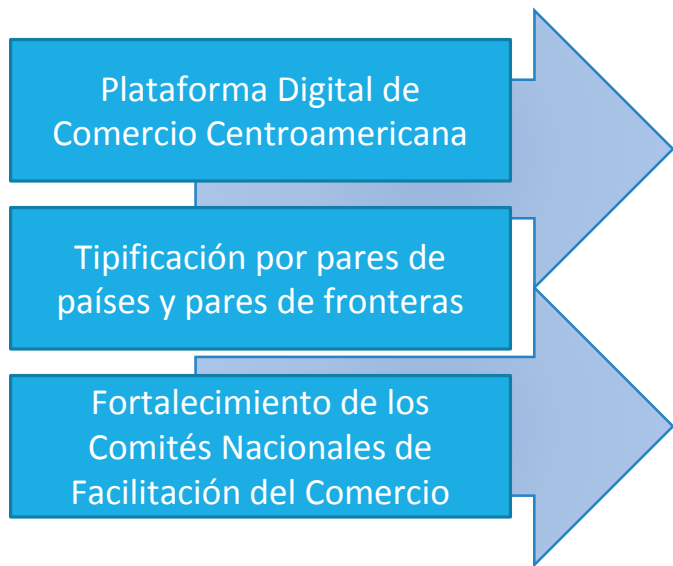 Plataforma Digital de
Comercio Centroamericana
Tipificación por pares de
países y pares de fronteras
Fortalecimiento de los
Comités Nacionales de
Facilitación del Comercio